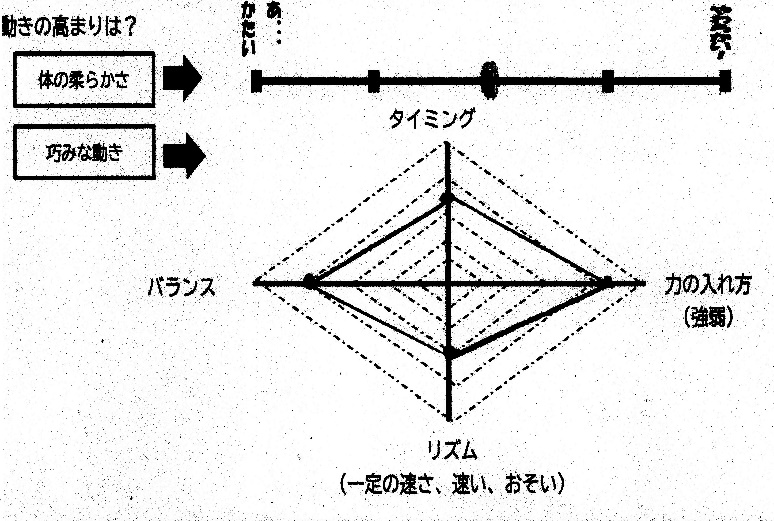 動きの高まりは？
あ…
かたい
体の柔らかさ
巧みな動き
タイミング
バランス
力の入れ方
（強弱）
リズム
（一定の速さ、速い、おそい）